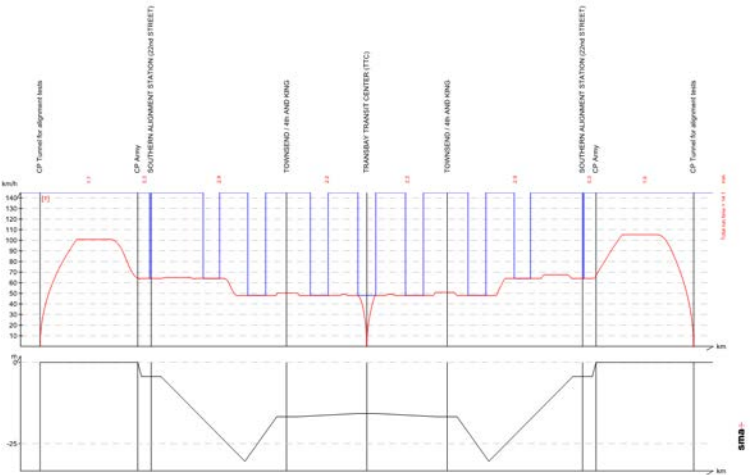 CP Tunnel for alignment tests
CP Army
SOUTHERN ALIGNMENT STATION (22nd STREET)
TOWNSEND / 4th AND KING
TRANSBAY TRANSIT CENTER (TTC)
TOWNSEND / 4th AND KING
SOUTHERN ALIGNMENT STATION (22nd STREET)
CP Army
CP Tunnel for alignment tests
km/h
140
130
120
110
100
90
80
70
60
50
40
30
20
10
km
m
0
-25
km
sma+